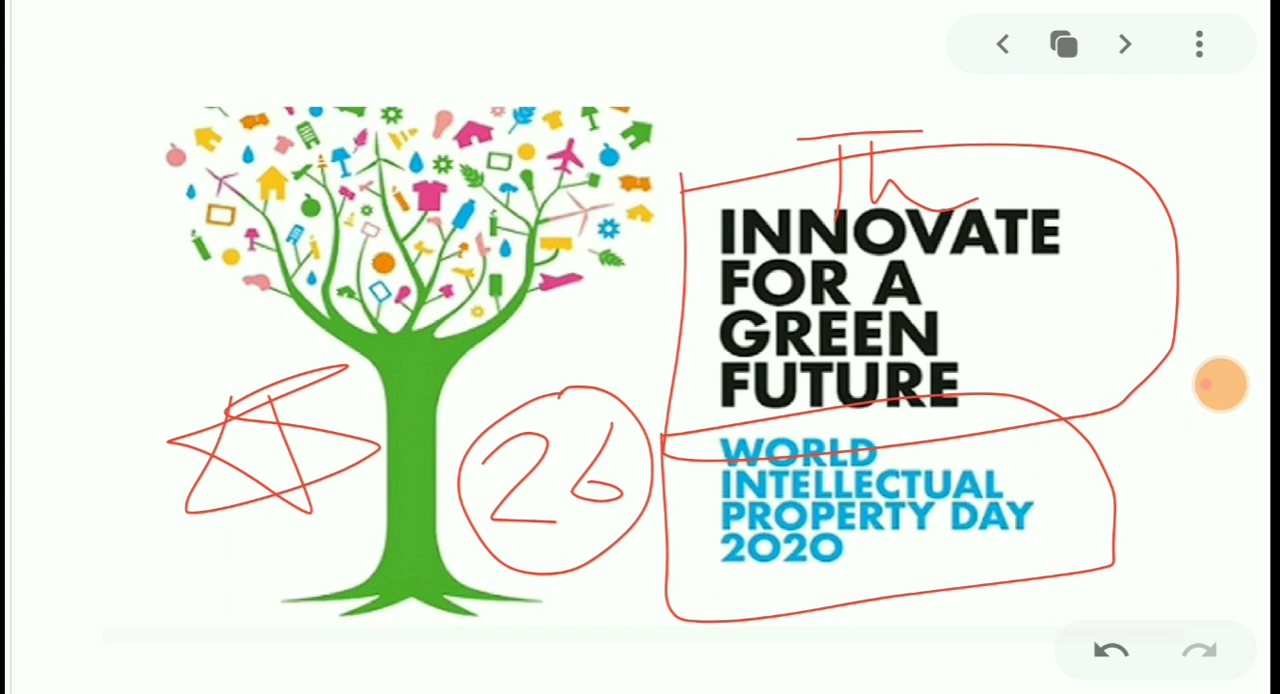 Th
INNOVATE
FOR A
GREEN
FUTURE
26
WORLD
INTELLECTUAL
PROPERTY DAY
2020